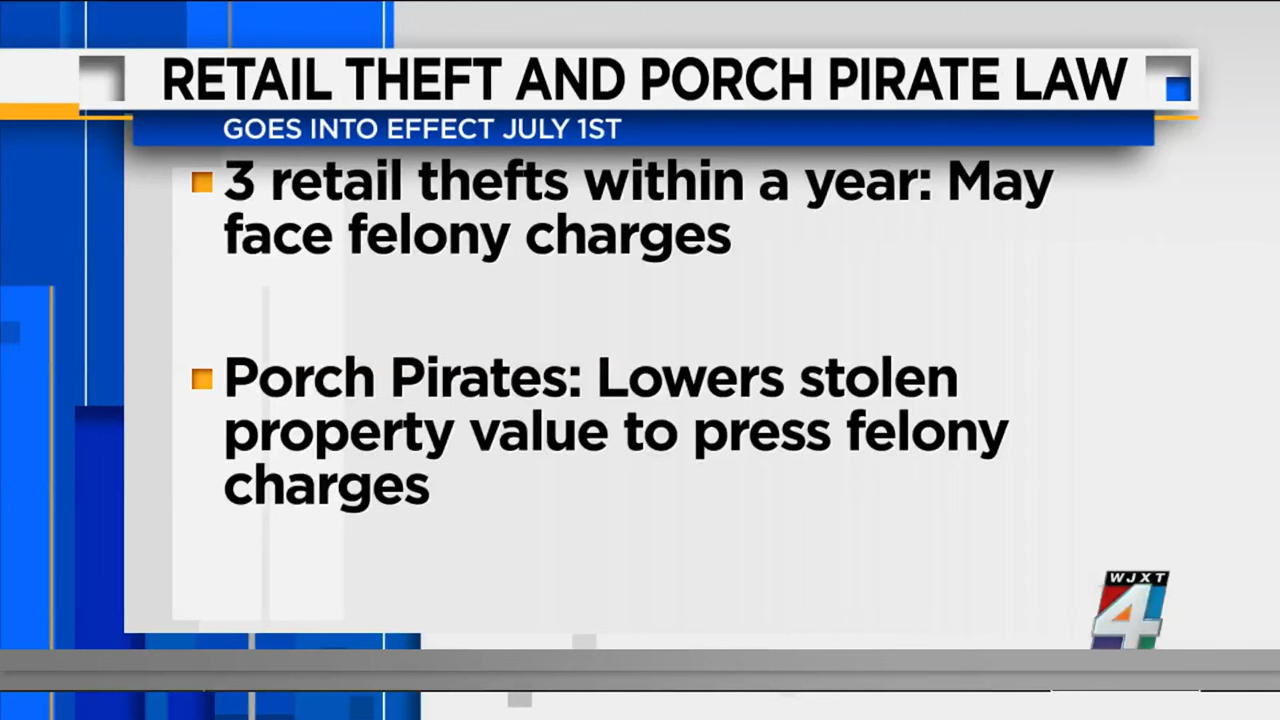 RETAIL THEFT AND PORCH PIRATE LAW
GOES INTO EFFECT JULY 1ST
3 retail thefts within a year: May
face felony charges
Porch Pirates: Lowers stolen
property value to press felony
charges
WJXT
4